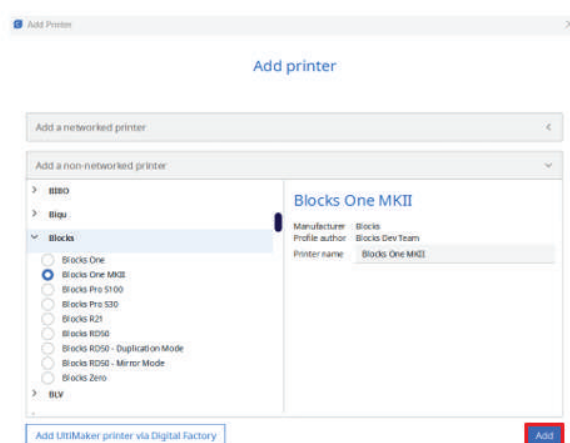 Add Printer
Add printer
Add a networked printer
Add a non-networked printer
BIBO
Biqu
Blocks
Blocks One
Blocks One MKII
Blocks Pro S100
Blocks Pro S30
Blocks R21
Blocks RD50
Blocks RD50 - Duplication Mode
Blocks RD50 - Mirror Mode
Blocks Zero
BLV
Blocks One MKII
Manufacturer Blocks
Profile author Blocks Dev Team
Printer name Blocks One MKII
Add UltiMaker printer via Digital Factory
Add